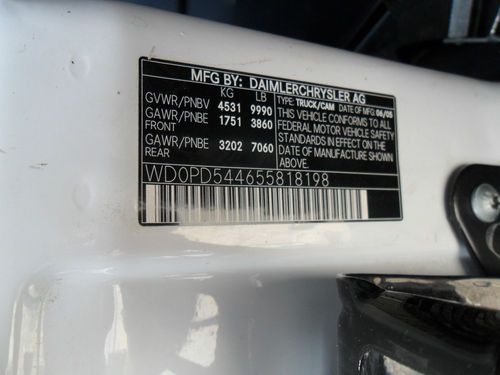 MFG BY: DAIMLERCHRYSLER AG
KG LB
GVWR/PNBV 4531 9990
GAWR/PNBE 1751 3860
FRONT
GAWR/PNBE 3202 7060
REAR
TYPE: TRUCK/CAM DATE OF MFG: 06/05
THIS VEHICLE CONFORMS TO ALL
FEDERAL MOTOR VEHICLE SAFETY
STANDARDS IN EFFECT ON THE
DATE OF MANUFACTURE SHOWN
ABOVE.
WD0PD544655818198